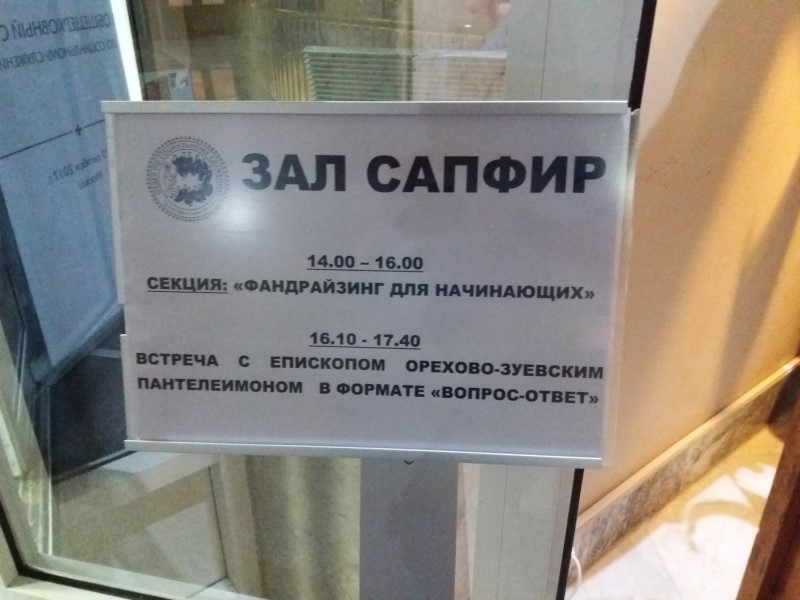 ЗАЛ САПФИР
14.00 – 16.00
СЕКЦИЯ: «ФАНДРАЙЗИНГ ДЛЯ НАЧИНАЮЩИХ»
16.10 - 17.40
ВСТРЕЧА С ЕПИСКОПОМ ОРЕХОВО-ЗУЕВСКИМ
ПАНТЕЛЕИМОНОМ В ФОРМАТЕ «ВОПРОС-ОТВЕТ»
ОБЩЕЦЕРКОВНЫЙ